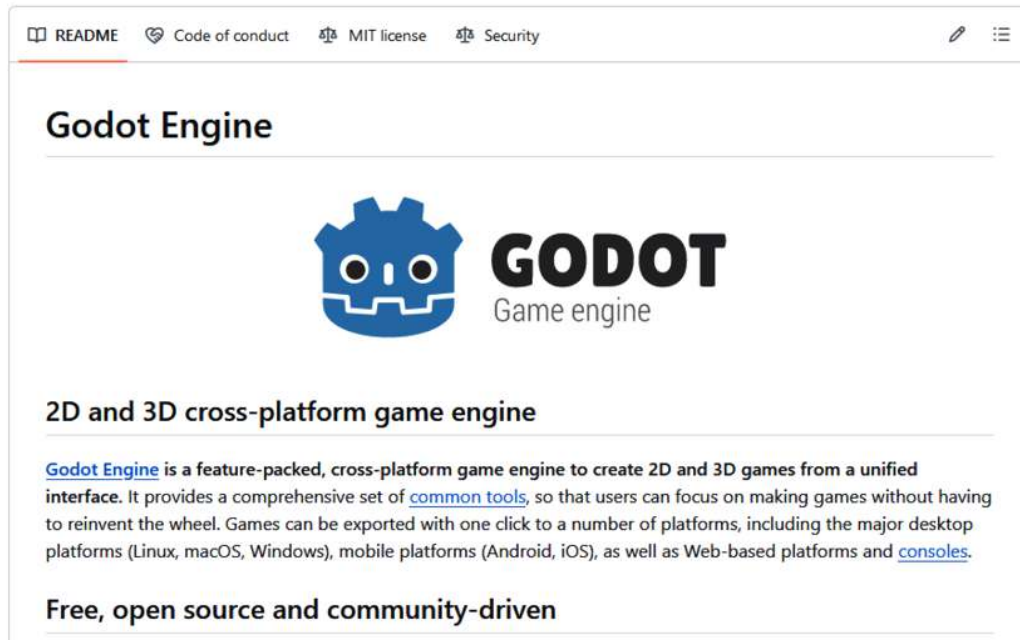 README Code of conduct MIT license Security
Godot Engine
GODOT
Game engine
2D and 3D cross-platform game engine
Godot Engine is a feature-packed, cross-platform game engine to create 2D and 3D games from a unified
interface. It provides a comprehensive set of common tools, so that users can focus on making games without having
to reinvent the wheel. Games can be exported with one click to a number of platforms, including the major desktop
platforms (Linux, macOS, Windows), mobile platforms (Android, iOS), as well as Web-based platforms and consoles.
Free, open source and community-driven